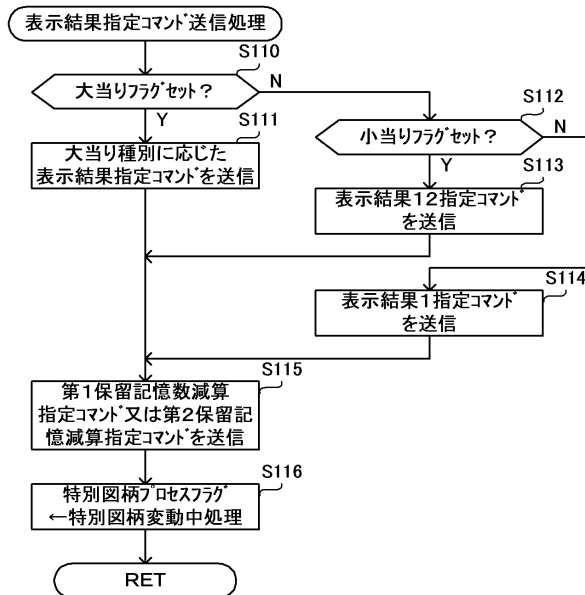 表示結果指定コマンド送信処理
S110
大当りフラグセット?
N
Y
S111
大当り種別に応じた
表示結果指定コマンドを送信
S112
小当りフラグセット?
N
Y
S113
表示結果12指定コマンド
を送信
S114
表示結果1指定コマンド
を送信
S115
第1保留記憶数減算
指定コマンド又は第2保留記
憶減算指定コマンドを送信
S116
特別図柄プロセスフラグ
←特別図柄変動中処理
RET